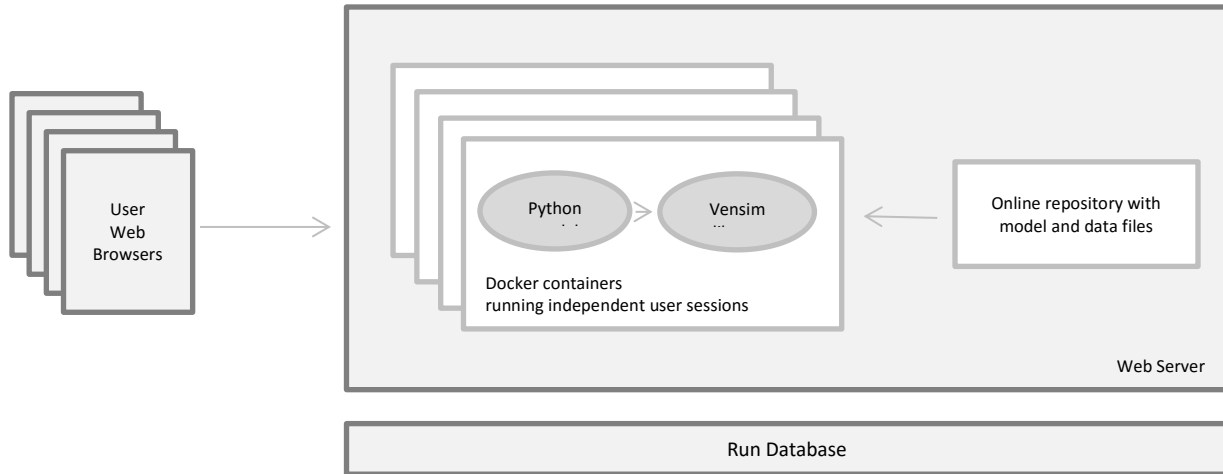 User
Web
Browsers
Python
Vensim
Docker containers
running independent user sessions
Online repository with
model and data files
Web Server
Run Database